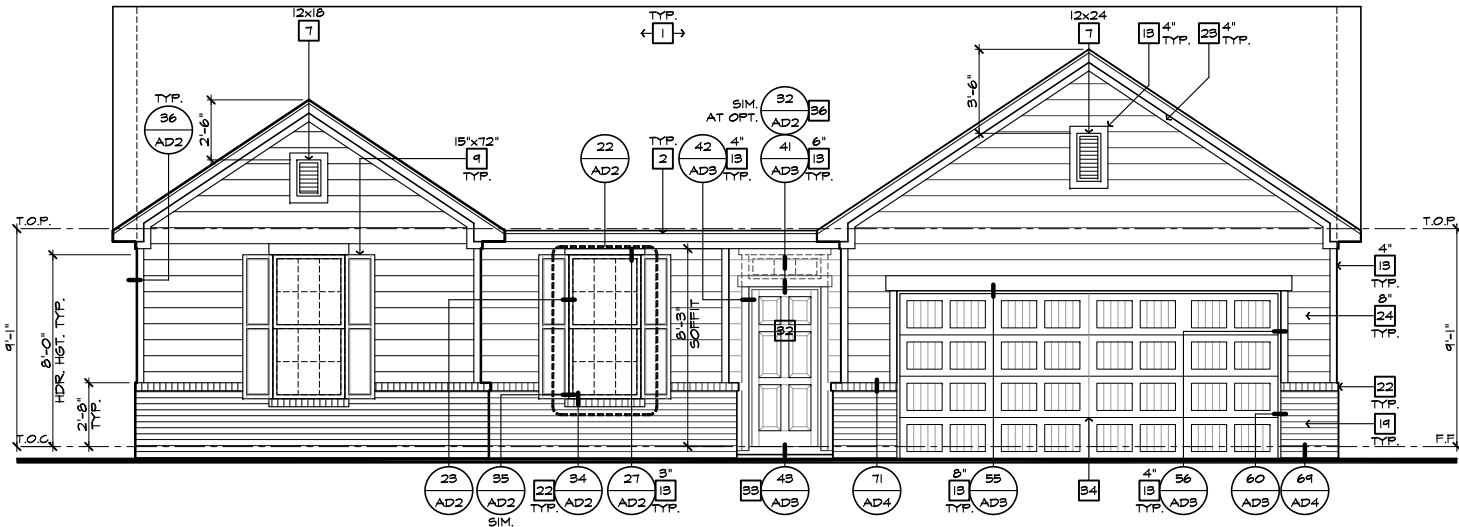 12x18
7
TYP.
1
12x24
7
13
4"
TYP.
23
4"
TYP.
TYP.
36
AD2
2'-6"
3'-6"
SIM.
AT OPT.
32
AD2
36
15"x72"
9
TYP.
22
AD2
TYP.
2
42
AD3
4"
13
TYP.
41
AD3
6"
13
TYP.
T.O.P.
T.O.P.
9'-1"
8'-0"
HDR. HGT. TYP.
2'-8"
TYP.
8'-3"
SOFFIT
32
4"
13
TYP.
8"
24
TYP.
9'-1"
22
TYP.
19
TYP.
T.O.C.
F.F.
23
AD2
35
AD2
SIM.
22
TYP.
34
AD2
27
AD2
3"
13
TYP.
33
43
AD3
71
AD4
8"
13
TYP.
55
AD3
34
4"
13
TYP.
56
AD3
60
AD3
69
AD4